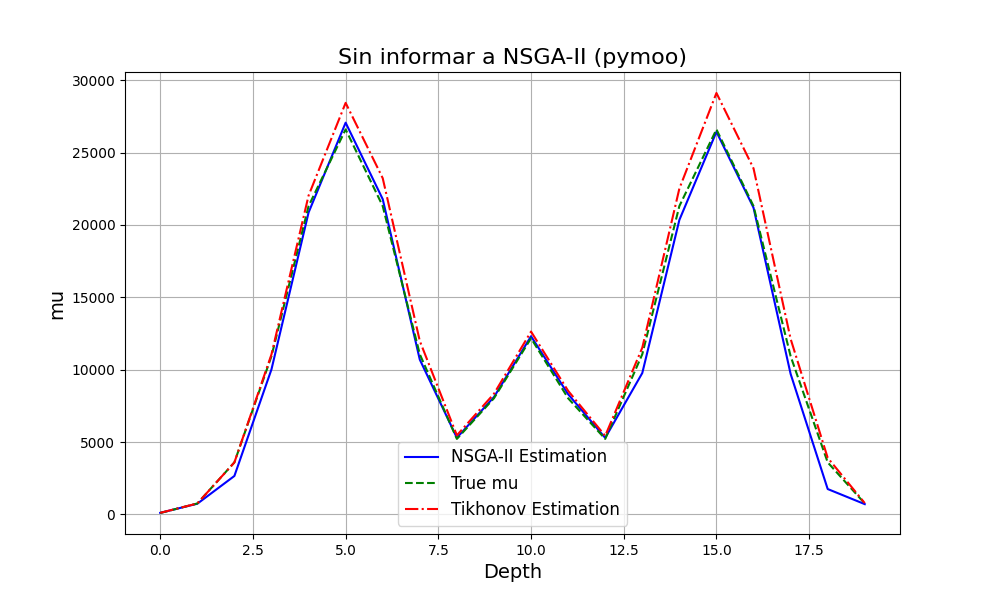 Sin informar a NSGA-II (pymoo)
30000
25000
20000
15000
10000
5000
0
mu
NSGA-II Estimation
True mu
Tikhonov Estimation
0.0 2.5 5.0 7.5 10.0 12.5 15.0 17.5
Depth